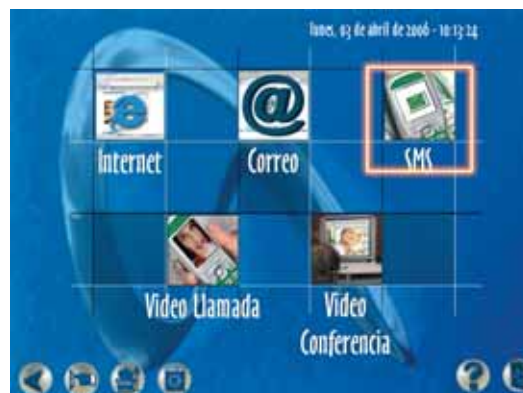 lunes, 03 de abril de 2006 - 10:13:24
Internet
Correo
SMS
Video Llamada
Video
Conferencia
?